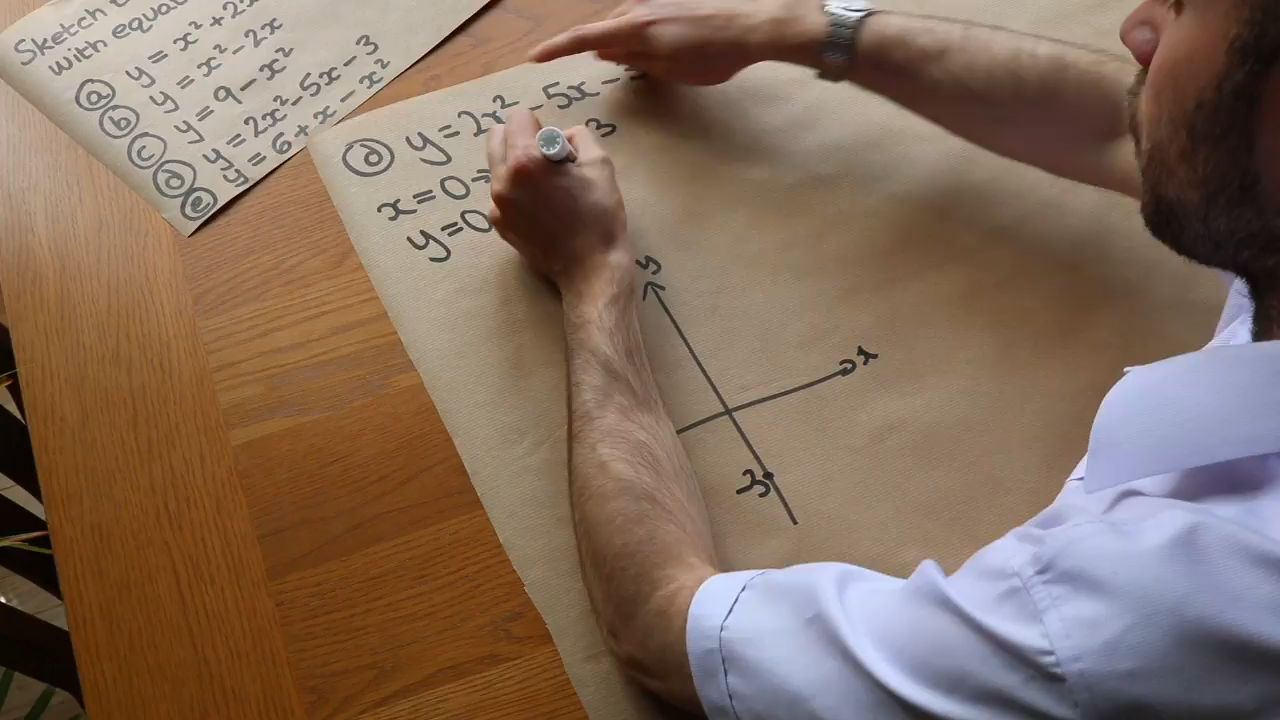 Sketch
with equa
ⓐ y = x² + 2x
ⓑ y = x² - 2x
ⓒ y = 9 - x²
ⓓ y = 2x² - 5x - 3
ⓔ y = 6 + x - x²
ⓓ y = 2x² - 5x -
x = 0 3
y = 0
y
x
-3